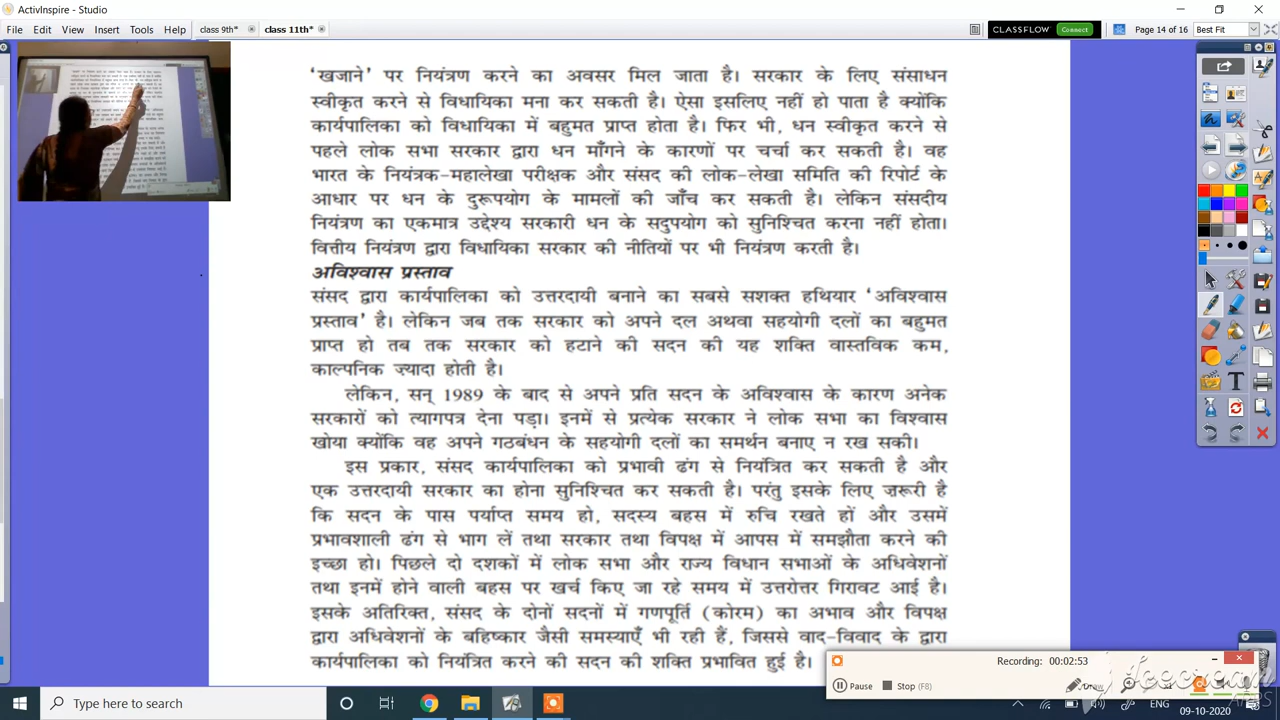 ActivInspire - Studio
File Edit View Insert Tools Help class 9th* class 11th* CLASSFLOW Connect Page 14 of 16 Best Fit
'खजाने' पर नियंत्रण करने का अवसर मिल जाता है। सरकार के लिए संसाधन
स्वीकृत करने से विधायिका मना कर सकती है। ऐसा इसलिए नहीं हो पाता है क्योंकि
कार्यपालिका को विधायिका में बहुमत प्राप्त होता है। फिर भी, धन स्वीकृत करने से
पहले लोक सभा सरकार द्वारा धन माँगने के कारणों पर चर्चा कर सकती है। वह
भारत के नियंत्रक-महालेखा परीक्षक और संसद की लोक-लेखा समिति की रिपोर्ट के
आधार पर धन के दुरूपयोग के मामलों की जाँच कर सकती है। लेकिन संसदीय
नियंत्रण का एकमात्र उद्देश्य सरकारी धन के सदुपयोग को सुनिश्चित करना नहीं होता।
वित्तीय नियंत्रण द्वारा विधायिका सरकार की नीतियों पर भी नियंत्रण करती है।
अविश्वास प्रस्ताव
संसद द्वारा कार्यपालिका को उत्तरदायी बनाने का सबसे सशक्त हथियार 'अविश्वास
प्रस्ताव' है। लेकिन जब तक सरकार को अपने दल अथवा सहयोगी दलों का बहुमत
प्राप्त हो तब तक सरकार को हटाने की सदन की यह शक्ति वास्तविक कम,
काल्पनिक ज़्यादा होती है।
लेकिन, सन् 1989 के बाद से अपने प्रति सदन के अविश्वास के कारण अनेक
सरकारों को त्यागपत्र देना पड़ा। इनमें से प्रत्येक सरकार ने लोक सभा का विश्वास
खोया क्योंकि वह अपने गठबंधन के सहयोगी दलों का समर्थन बनाए न रख सकी।
इस प्रकार, संसद कार्यपालिका को प्रभावी ढंग से नियंत्रित कर सकती है और
एक उत्तरदायी सरकार का होना सुनिश्चित कर सकती है। परंतु इसके लिए ज़रूरी है
कि सदन के पास पर्याप्त समय हो, सदस्य बहस में रुचि रखते हों और उसमें
प्रभावशाली ढंग से भाग लें तथा सरकार तथा विपक्ष में आपस में समझौता करने की
इच्छा हो। पिछले दो दशकों में लोक सभा और राज्य विधान सभाओं के अधिवेशनों
तथा इनमें होने वाली बहस पर खर्च किए जा रहे समय में उत्तरोत्तर गिरावट आई है।
इसके अतिरिक्त, संसद के दोनों सदनों में गणपूर्ति (कोरम) का अभाव और विपक्ष
द्वारा अधिवेशनों के बहिष्कार जैसी समस्याएँ भी रही हैं, जिससे वाद-विवाद के द्वारा
कार्यपालिका को नियंत्रित करने की सदन की शक्ति प्रभावित हुई है।
Recording: 00:02:53
Pause Stop (F8) Draw x1
icecream
APPS
Type here to search
ENG
09-10-2020